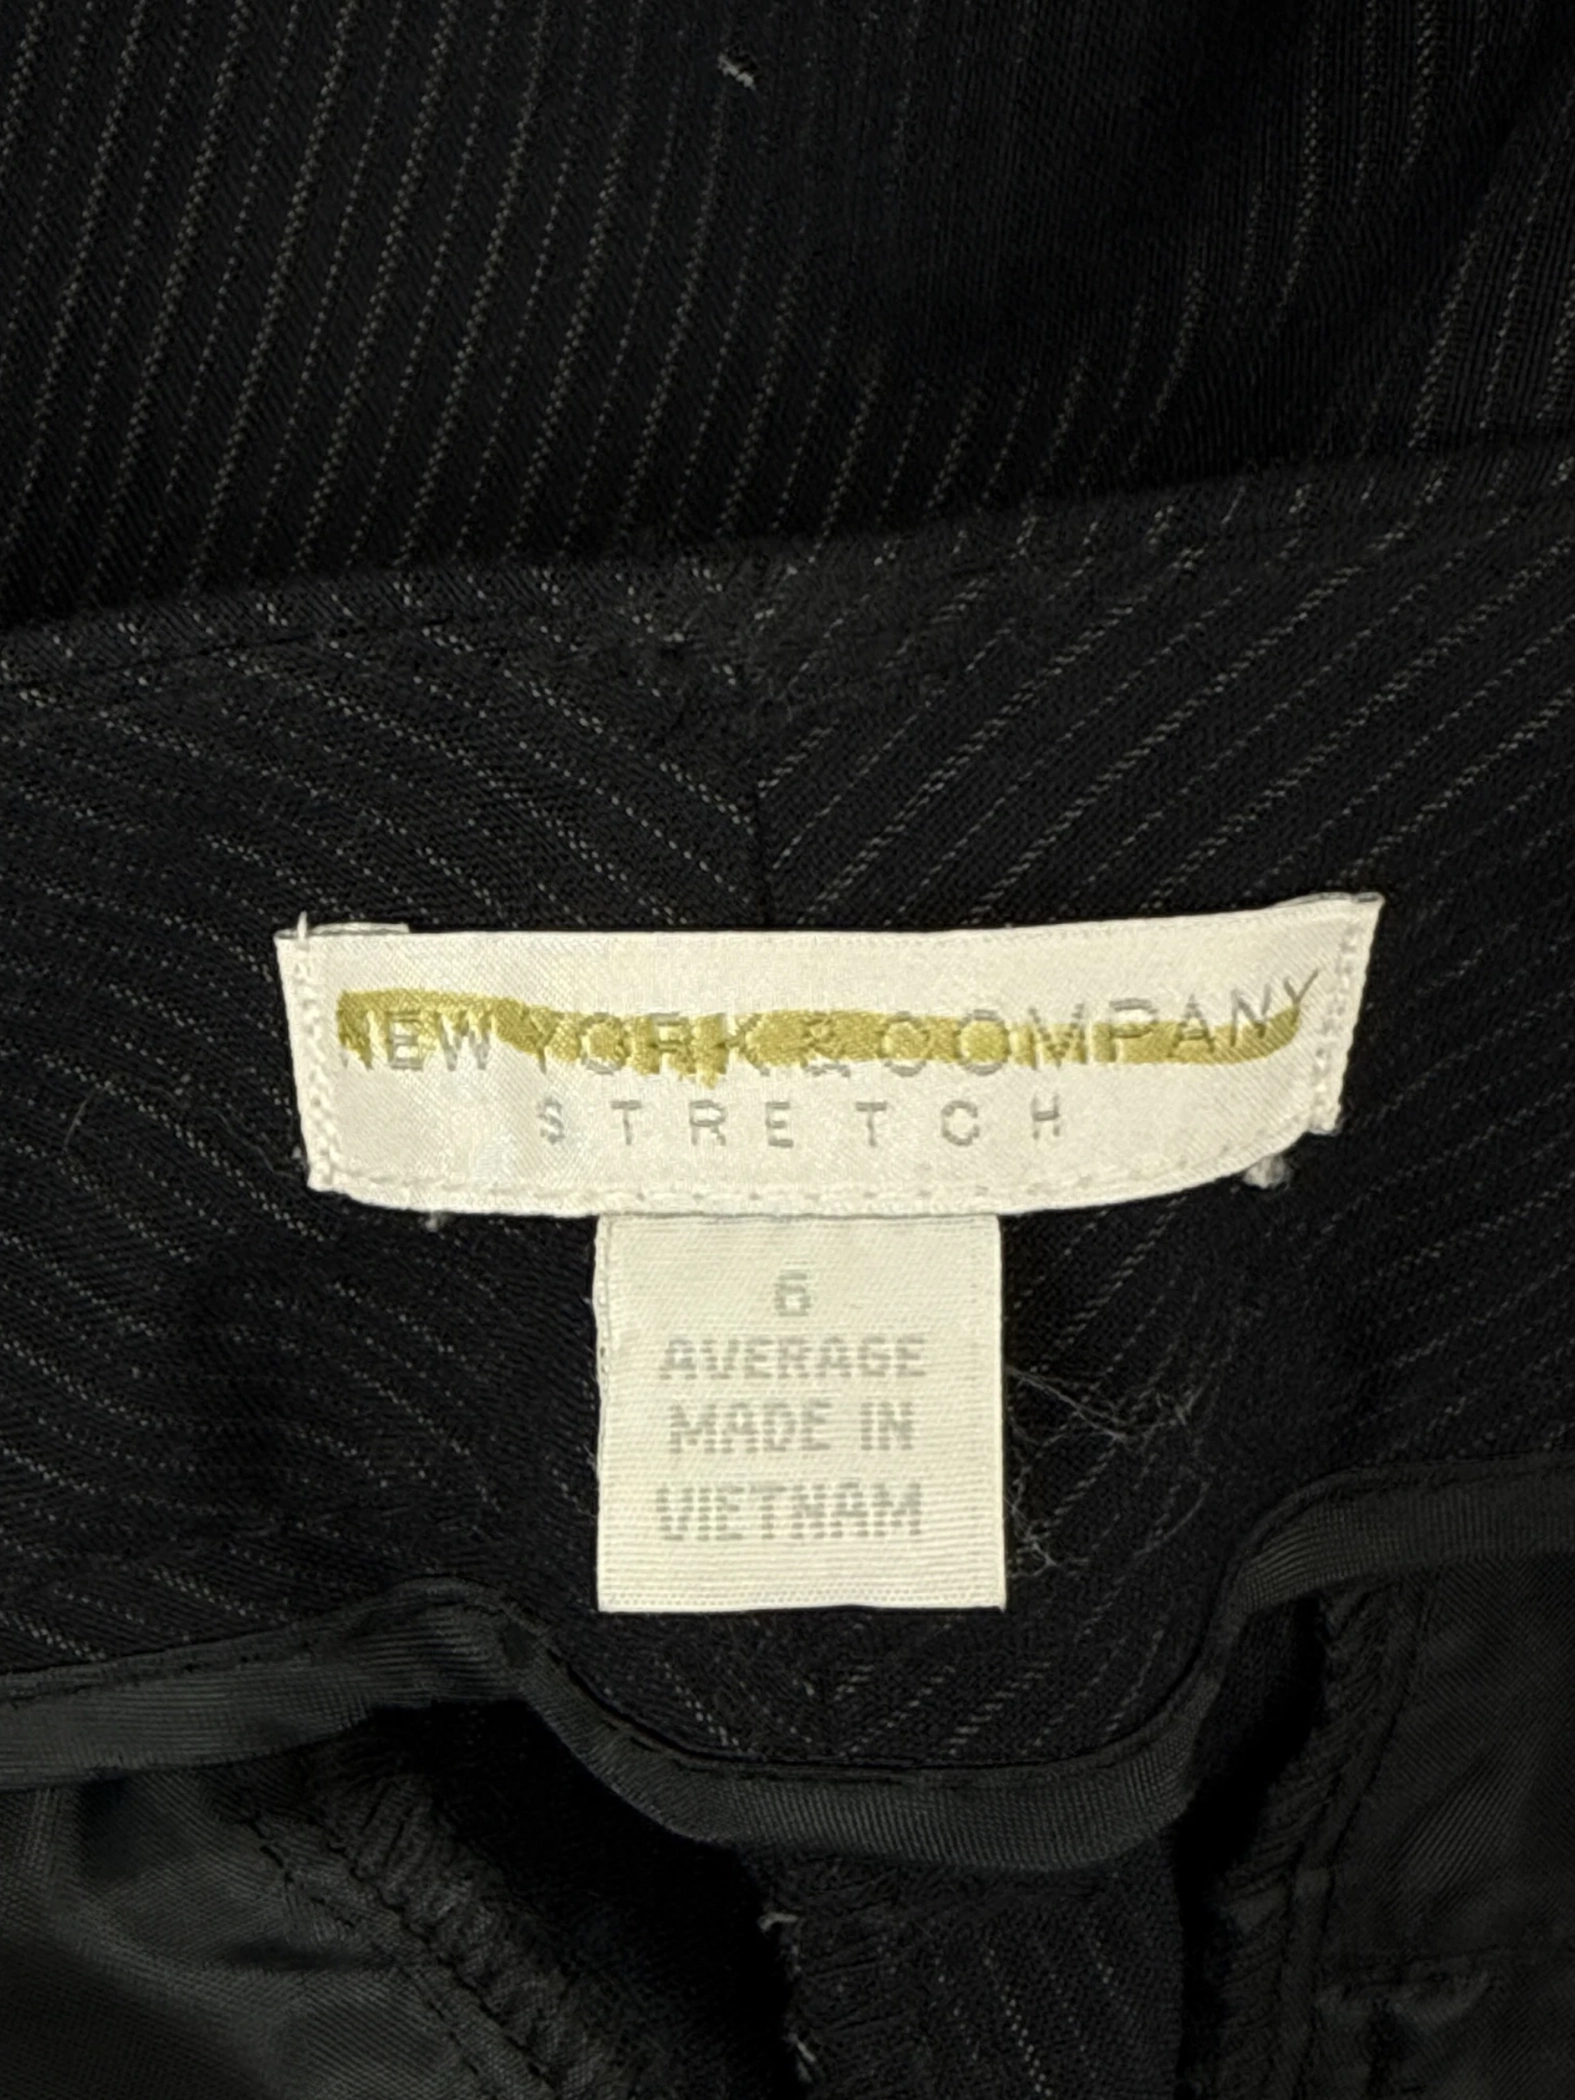 NEW YORK & COMPANY
STRETCH
6
AVERAGE
MADE IN
VIETNAM